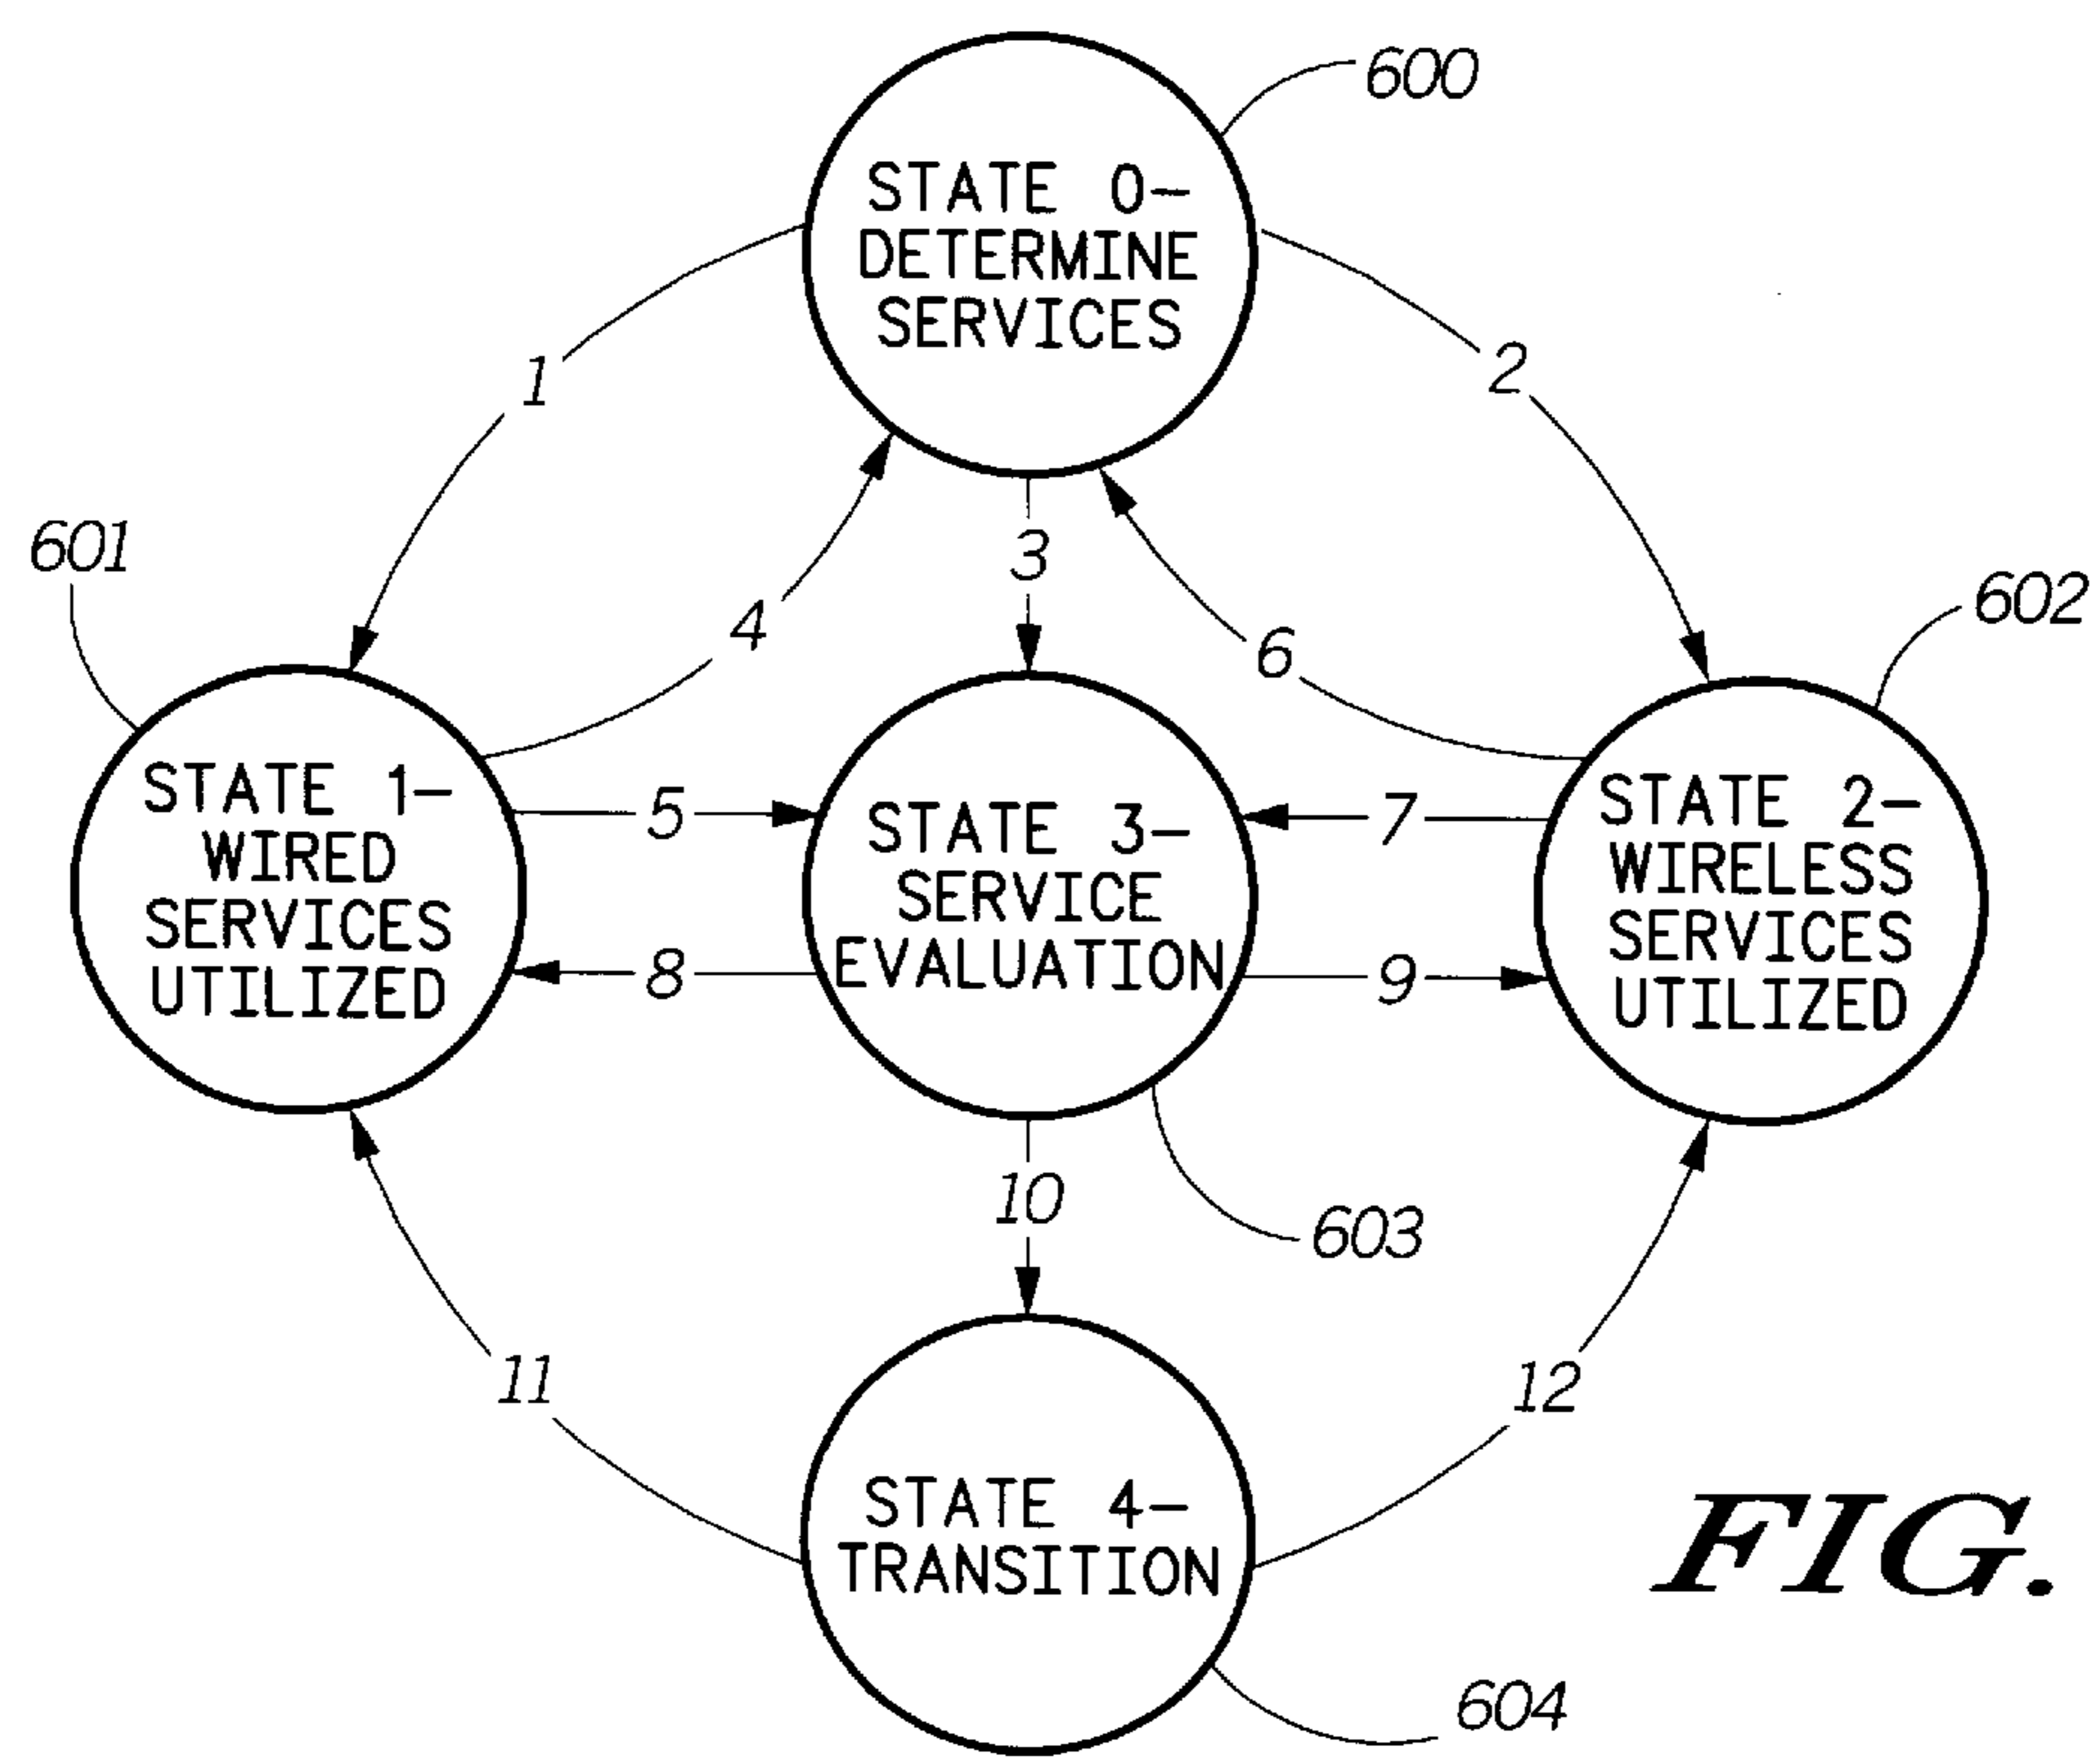 600
STATE 0-
DETERMINE
SERVICES
1
2
3
601
4
6
602
STATE 1-
WIRED
SERVICES
UTILIZED
5
STATE 3-
SERVICE
EVALUATION
7
STATE 2-
WIRELESS
SERVICES
UTILIZED
8
9
10
603
11
12
STATE 4-
TRANSITION
FIG.
604